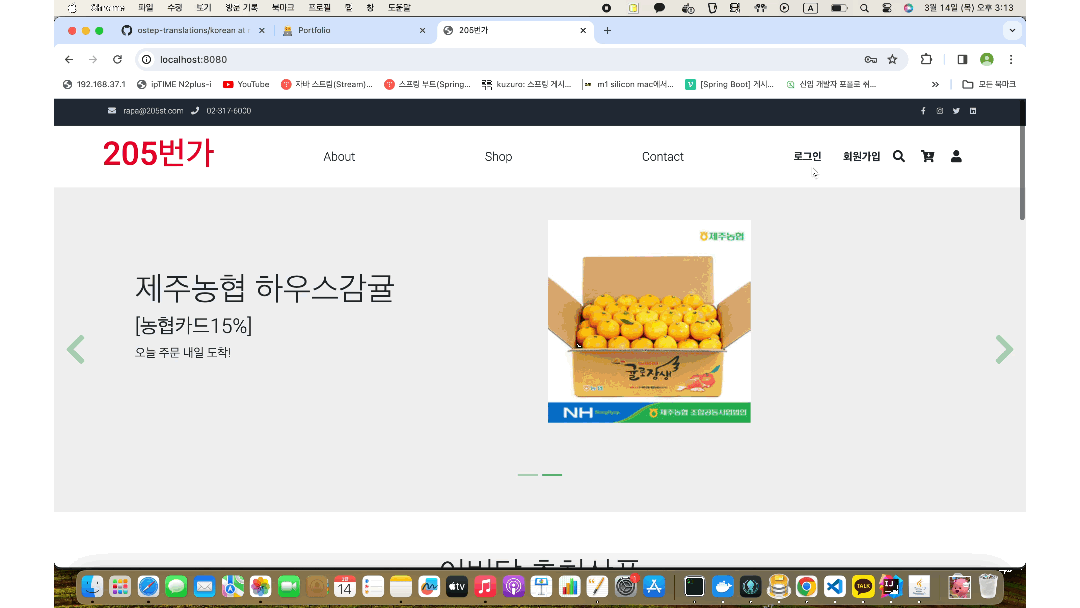 Chrome 파일 수정 보기 방문 기록 북마크 프로필 탭 창 도움말 A 3월 14일 (목) 오후 3:13
ostep-translations/korean at Portfolio 205번가
localhost:8080
192.168.37.1 ipTIME N2plus-i YouTube 자바 스트림(Stream)... 스프링 부트(Spring... kuzuro: 스프링 게시... m1 silicon mac에서... [Spring Boot] 게시... 신입 개발자 포폴로 취... 모든 북마크
rapa@205st.com 02-317-6000
205번가 About Shop Contact 로그인 회원가입
제주농협
제주농협 하우스감귤
[농협카드15%]
오늘 주문 내일 도착!
귤로장생
NH 제주농협 조합공동사업법인
14
tv
TALK